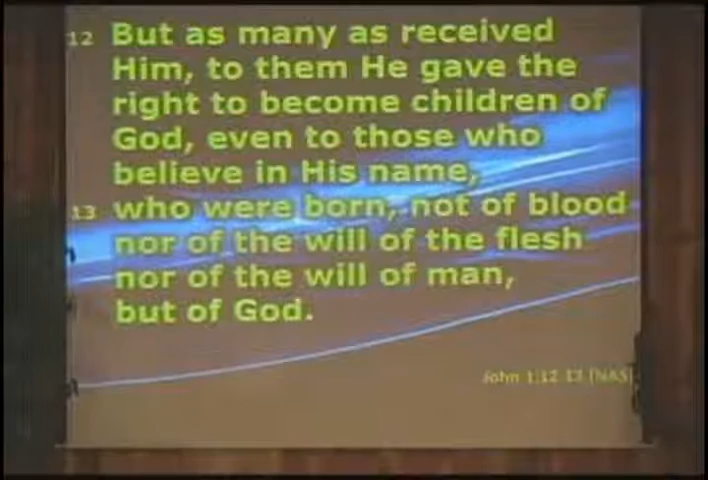 12 But as many as received
Him, to them He gave the
right to become children of
God, even to those who
believe in His name,
13 who were born, not of blood
nor of the will of the flesh
nor of the will of man,
but of God.
John 1:12-13 [NAS]